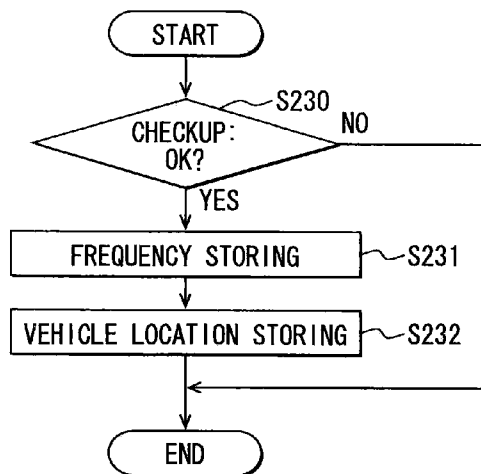 START
S230
CHECKUP:
OK?
NO
YES
FREQUENCY STORING
S231
VEHICLE LOCATION STORING
S232
END